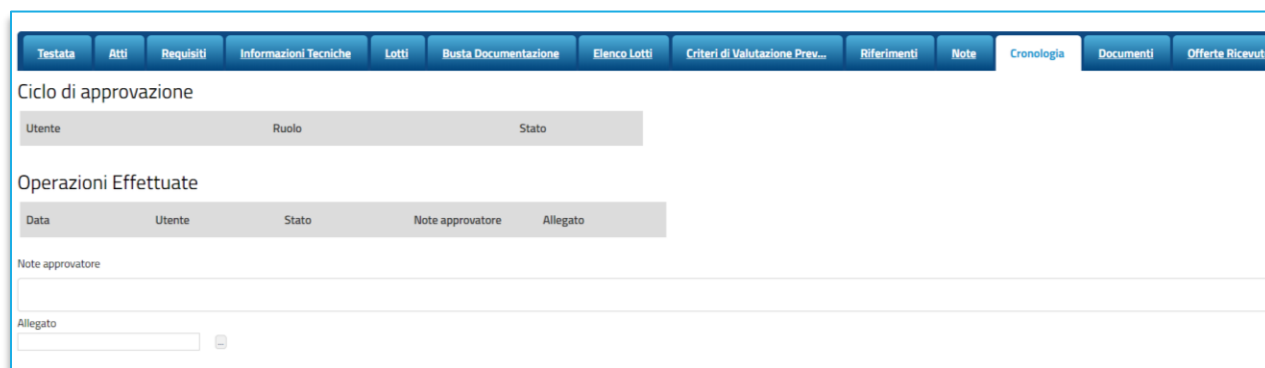 Testata Atti Requisiti Informazioni Tecniche Lotti Busta Documentazione Elenco Lotti Criteri di Valutazione Prev... Riferimenti Note Cronologia Documenti Offerte Ricevut
Ciclo di approvazione
Utente Ruolo Stato
Operazioni Effettuate
Data Utente Stato Note approvatore Allegato
Note approvatore
Allegato
...